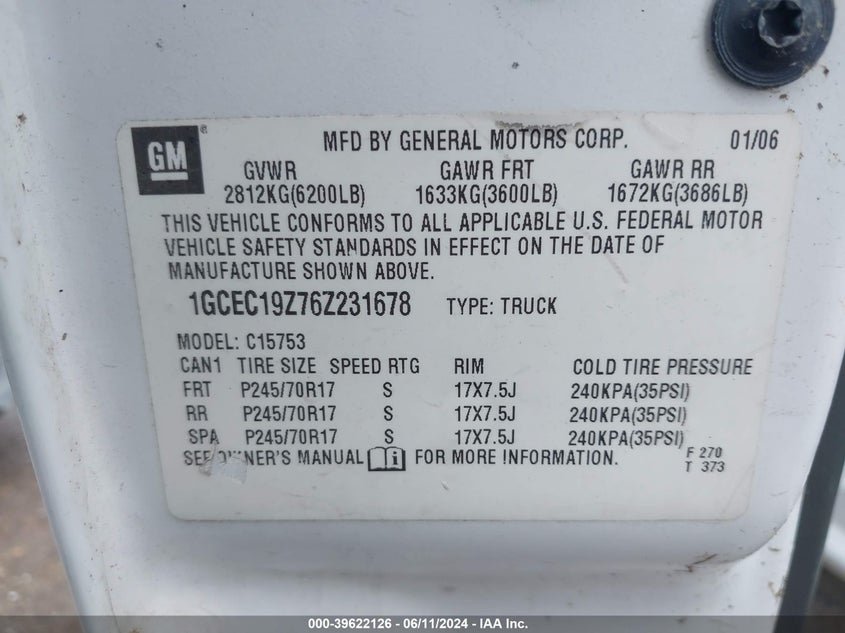 GM ® MFD BY GENERAL MOTORS CORP. 01/06
GVWR GAWR FRT GAWR RR
2812KG(6200LB) 1633KG(3600LB) 1672KG(3686LB)
THIS VEHICLE CONFORMS TO ALL APPLICABLE U.S. FEDERAL MOTOR
VEHICLE SAFETY STANDARDS IN EFFECT ON THE DATE OF
MANUFACTURE SHOWN ABOVE.
1GCEC19Z76Z231678 TYPE: TRUCK
MODEL: C15753
CAN1 TIRE SIZE SPEED RTG RIM COLD TIRE PRESSURE
FRT P245/70R17 S 17X7.5J 240KPA(35PSI)
RR P245/70R17 S 17X7.5J 240KPA(35PSI)
SPA P245/70R17 S 17X7.5J 240KPA(35PSI)
SEE OWNER'S MANUAL i FOR MORE INFORMATION. F 270
T 373
000-39622126 - 06/11/2024 - IAA Inc.